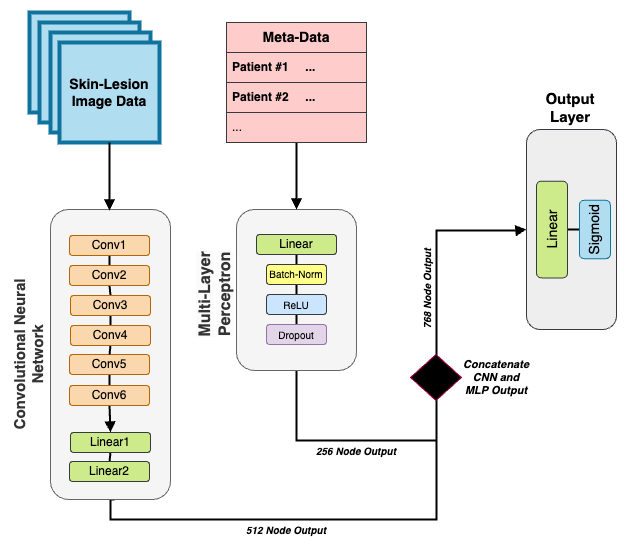 Skin-Lesion
Image Data
Meta-Data
Patient #1 ...
Patient #2 ...
...
Convolutional Neural
Network
Conv1
Conv2
Conv3
Conv4
Conv5
Conv6
Linear1
Linear2
Multi-Layer
Perceptron
Linear
Batch-Norm
ReLU
Dropout
256 Node Output
512 Node Output
768 Node Output
Concatenate
CNN and
MLP Output
Output
Layer
Linear
Sigmoid